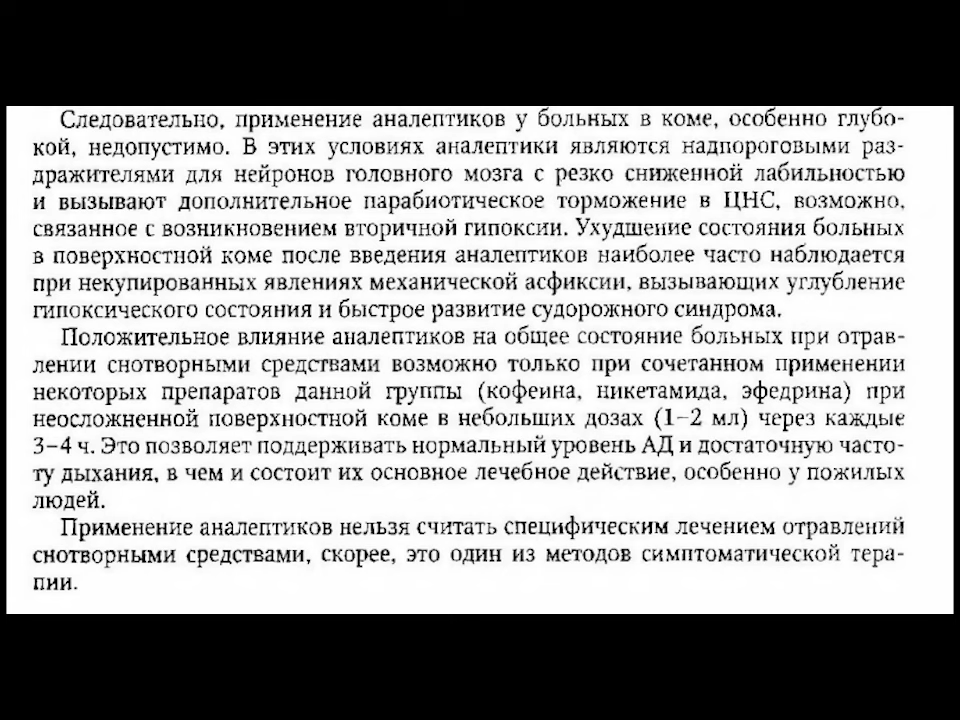 Следовательно, применение аналептиков у больных в коме, особенно глубо-
кой, недопустимо. В этих условиях аналептики являются надпороговыми раз-
дражителями для нейронов головного мозга с резко сниженной лабильностью
и вызывают дополнительное парабиотическое торможение в ЦНС, возможно,
связанное с возникновением вторичной гипоксии. Ухудшение состояния больных
в поверхностной коме после введения аналептиков наиболее часто наблюдается
при некупированных явлениях механической асфиксии, вызывающих углубление
гипоксического состояния и быстрое развитие судорожного синдрома.
Положительное влияние аналептиков на общее состояние больных при отрав-
лении снотворными средствами возможно только при сочетанном применении
некоторых препаратов данной группы (кофеина, никетамида, эфедрина) при
неосложненной поверхностной коме в небольших дозах (1–2 мл) через каждые
3–4 ч. Это позволяет поддерживать нормальный уровень АД и достаточную часто-
ту дыхания, в чем и состоит их основное лечебное действие, особенно у пожилых
людей.
Применение аналептиков нельзя считать специфическим лечением отравлений
снотворными средствами, скорее, это один из методов симптоматической тера-
пии.